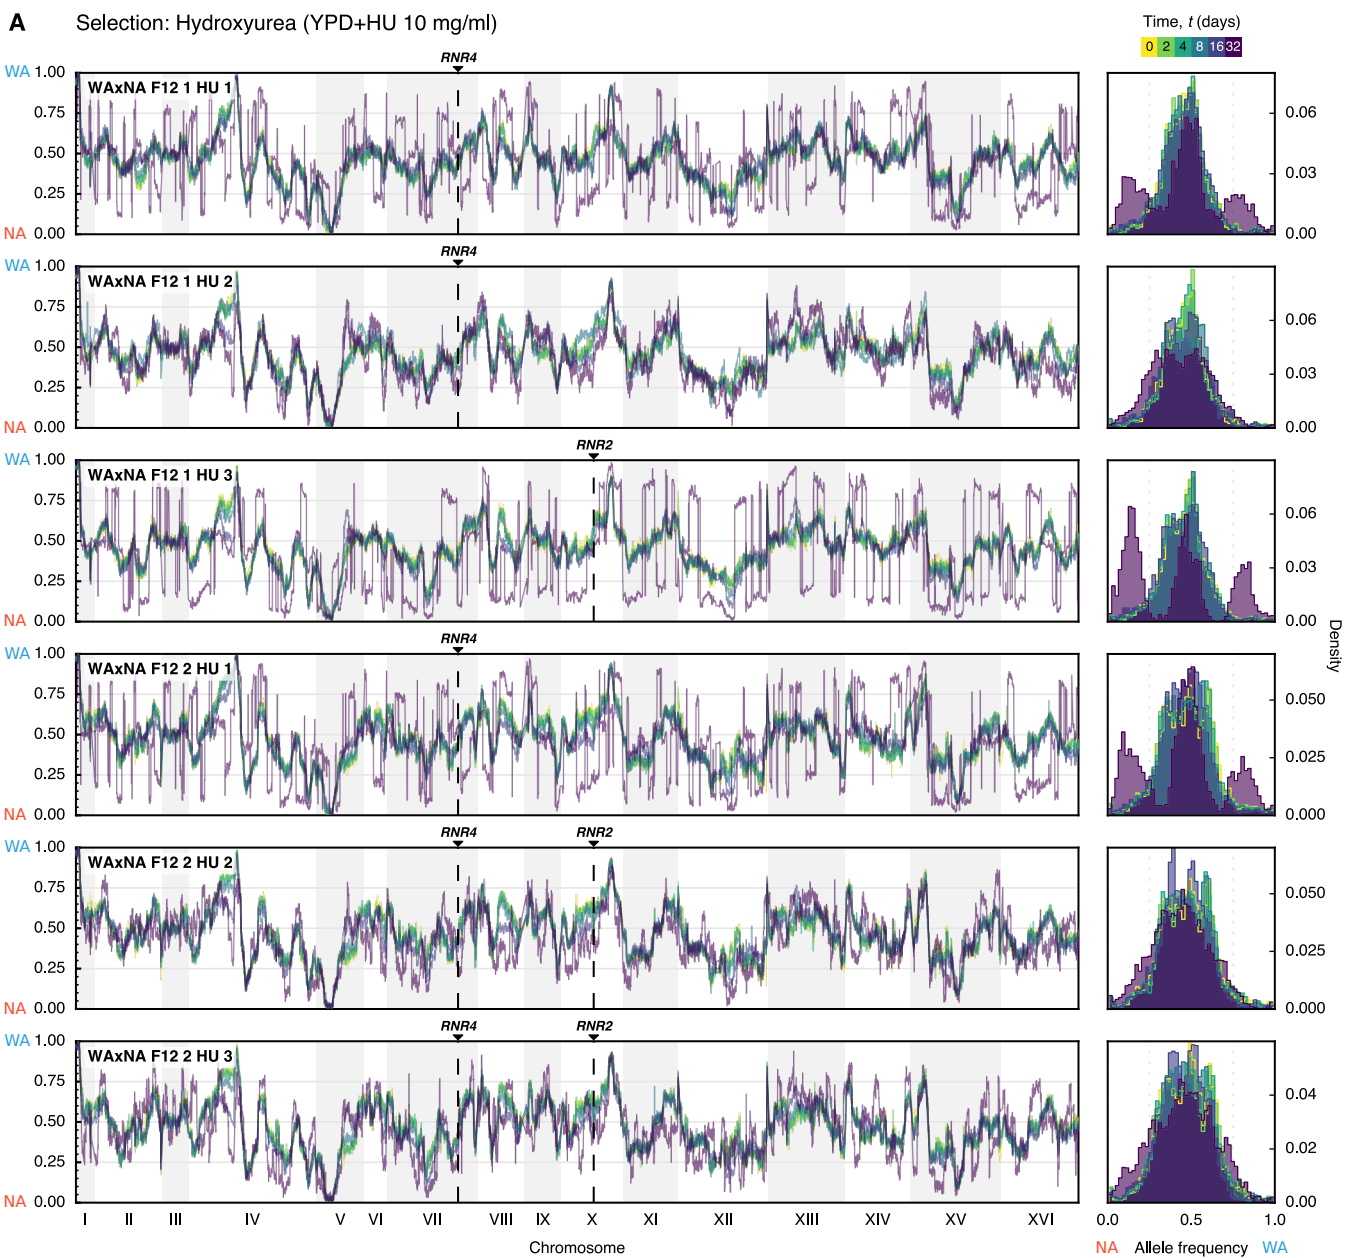 A Selection: Hydroxyurea (YPD+HU 10 mg/ml)
Time, t (days)
0 2 4 8 16 32
RNR4
WA 1.00
0.75
0.50
0.25
NA 0.00
WAxNA F12 1 HU 1
0.06
0.03
0.00
RNR4
WA 1.00
0.75
0.50
0.25
NA 0.00
WAxNA F12 1 HU 2
0.06
0.03
0.00
RNR2
WA 1.00
0.75
0.50
0.25
NA 0.00
WAxNA F12 1 HU 3
0.06
0.03
0.00
Density
RNR4
WA 1.00
0.75
0.50
0.25
NA 0.00
WAxNA F12 2 HU 1
0.050
0.025
0.000
RNR4 RNR2
WA 1.00
0.75
0.50
0.25
NA 0.00
WAxNA F12 2 HU 2
0.050
0.025
0.000
RNR4 RNR2
WA 1.00
0.75
0.50
0.25
NA 0.00
WAxNA F12 2 HU 3
0.04
0.02
0.00
I II III IV V VI VII VIII IX X XI XII XIII XIV XV XVI
Chromosome
0.0 0.5 1.0
NA Allele frequency WA